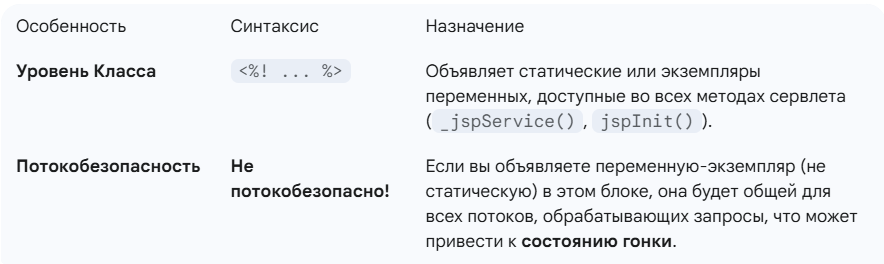 Особенность Синтаксис Назначение
Уровень Класса <%! ... %> Объявляет статические или экземпляры
переменных, доступные во всех методах сервлета
(_jspService(), jspInit()).
Потокобезопасность Не Если вы объявляете переменную-экземпляр (не
потокобезопасно! статическую) в этом блоке, она будет общей для
всех потоков, обрабатывающих запросы, что может
привести к состоянию гонки.